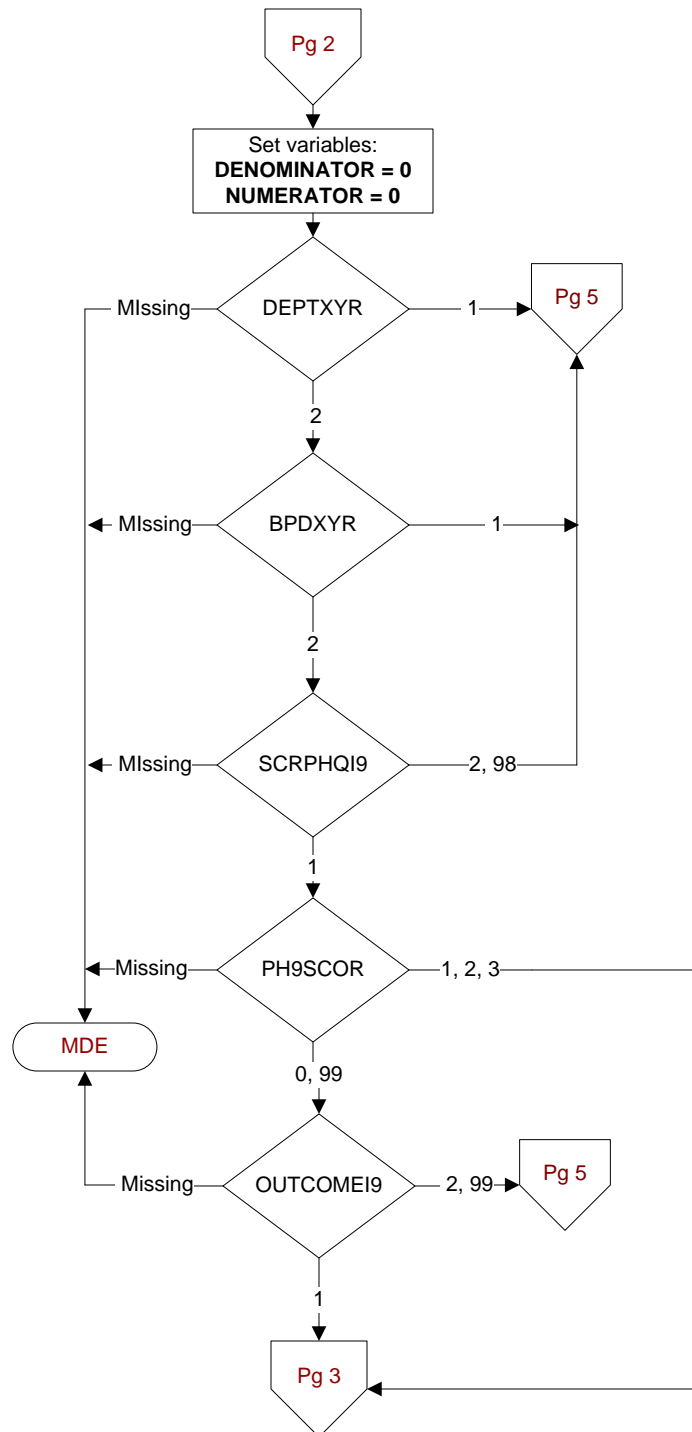 Pg 2
Set variables:
DENOMINATOR = 0
NUMERATOR = 0
MIssing
DEPTXYR
1
Pg 5
2
MIssing
BPDXYR
1
2
MIssing
SCRPHQI9
2, 98
1
Missing
PH9SCOR
1, 2, 3
MDE
0, 99
Missing
OUTCOMEI9
2, 99
Pg 5
1
Pg 3